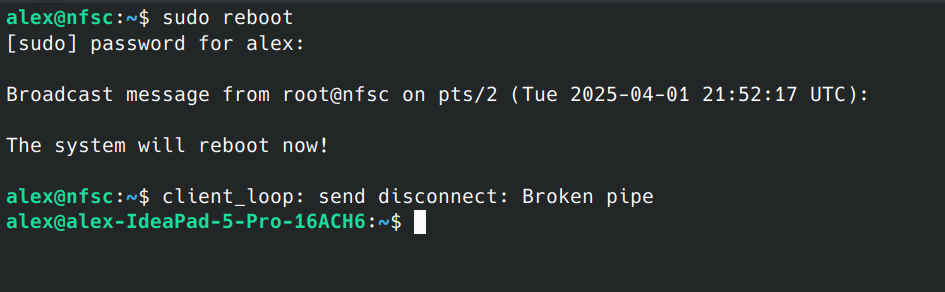 alex@nfsc:~$ sudo reboot
[sudo] password for alex:
Broadcast message from root@nfsc on pts/2 (Tue 2025-04-01 21:52:17 UTC):
The system will reboot now!
alex@nfsc:~$ client_loop: send disconnect: Broken pipe
alex@alex-IdeaPad-5-Pro-16ACH6:~$